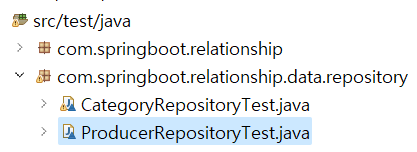 src/test/java
com.springboot.relationship
com.springboot.relationship.data.repository
CategoryRepositoryTest.java
ProducerRepositoryTest.java